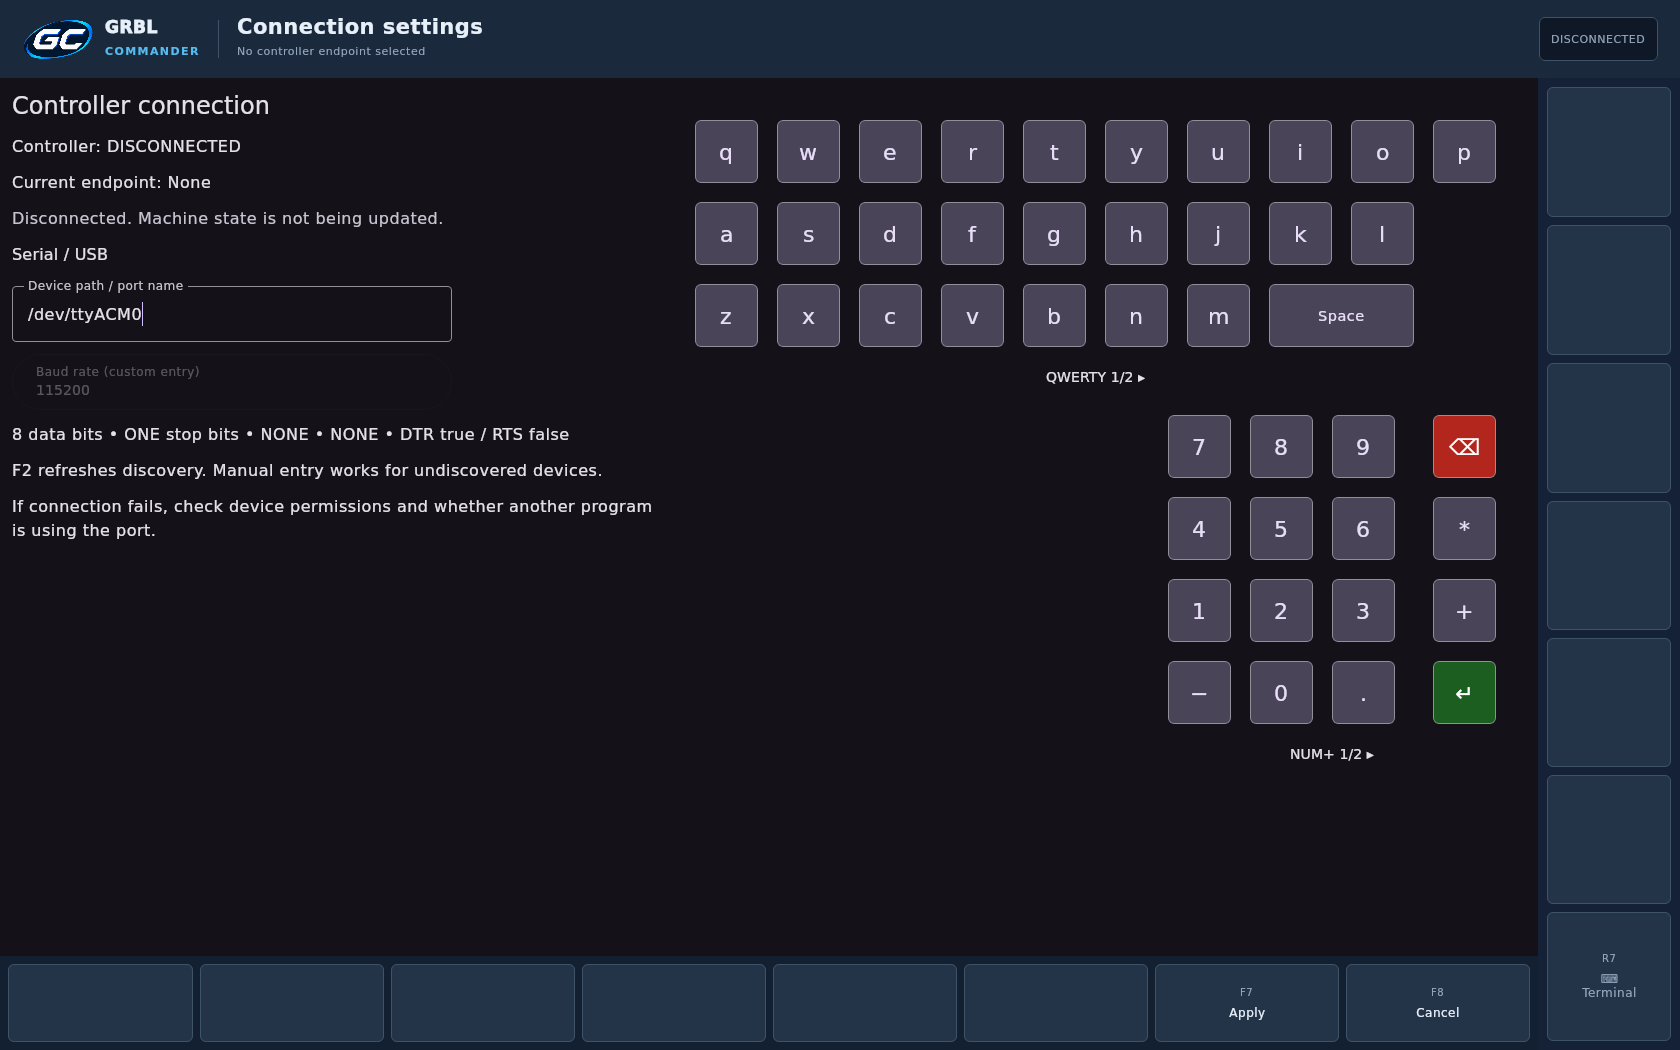 GC
GRBL
COMMANDER
Connection settings
No controller endpoint selected
DISCONNECTED
Controller connection
Controller: DISCONNECTED
Current endpoint: None
Disconnected. Machine state is not being updated.
Serial / USB
Device path / port name
/dev/ttyACM0
Baud rate (custom entry)
115200
8 data bits • ONE stop bits • NONE • NONE • DTR true / RTS false
F2 refreshes discovery. Manual entry works for undiscovered devices.
If connection fails, check device permissions and whether another program
is using the port.
q w e r t y u i o p
a s d f g h j k l
z x c v b n m Space
QWERTY 1/2 ▸
7 8 9 ⌫
4 5 6 *
1 2 3 +
− 0 . ↵
NUM+ 1/2 ▸
F7
Apply
F8
Cancel
R7
⌨
Terminal